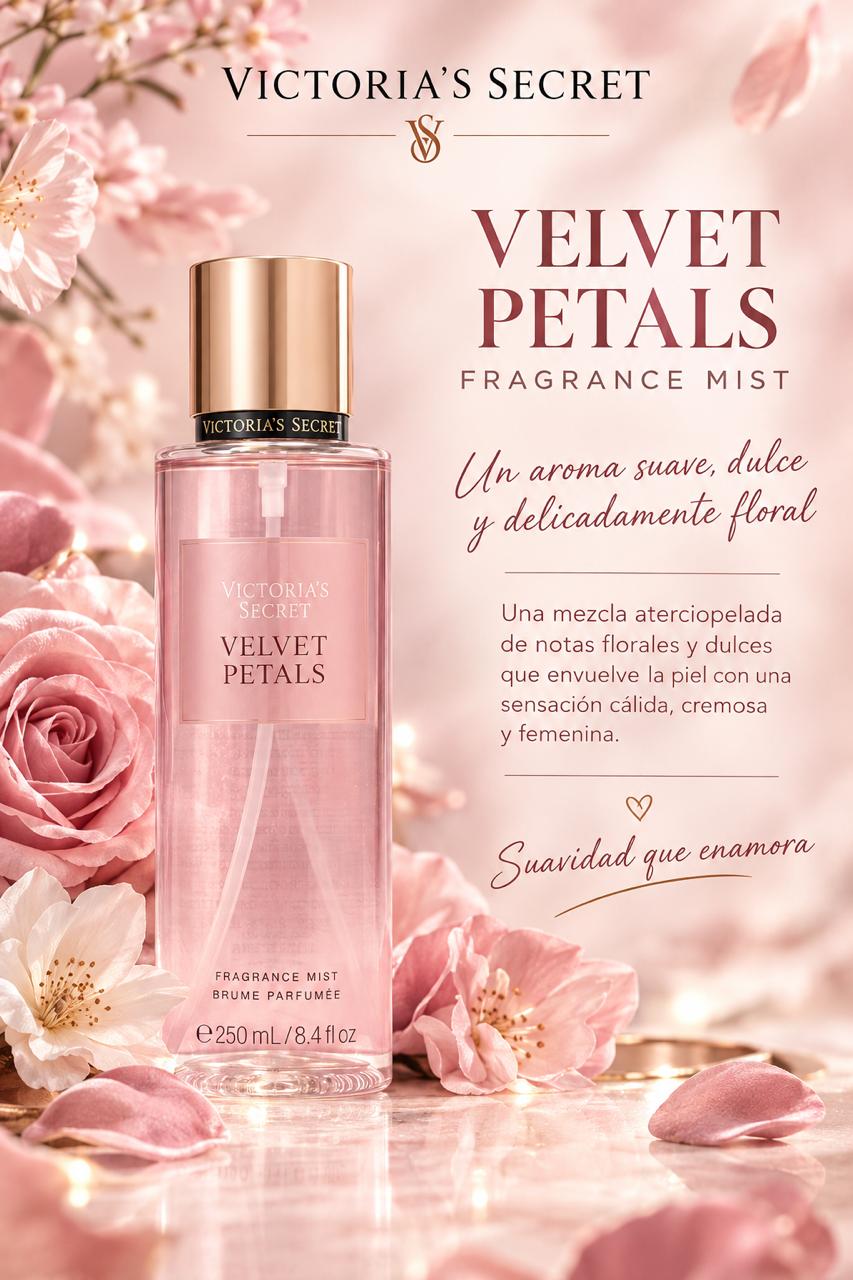 VICTORIA'S SECRET
VS
VELVET
PETALS
FRAGRANCE MIST
Un aroma suave, dulce
y delicadamente floral
Una mezcla aterciopelada
de notas florales y dulces
que envuelve la piel con una
sensación cálida, cremosa
y femenina.
Suavidad que enamora
VICTORIA'S SECRET
VICTORIA'S
SECRET
VELVET
PETALS
FRAGRANCE MIST
BRUME PARFUMÉE
℮250 mL/8.4 fl oz